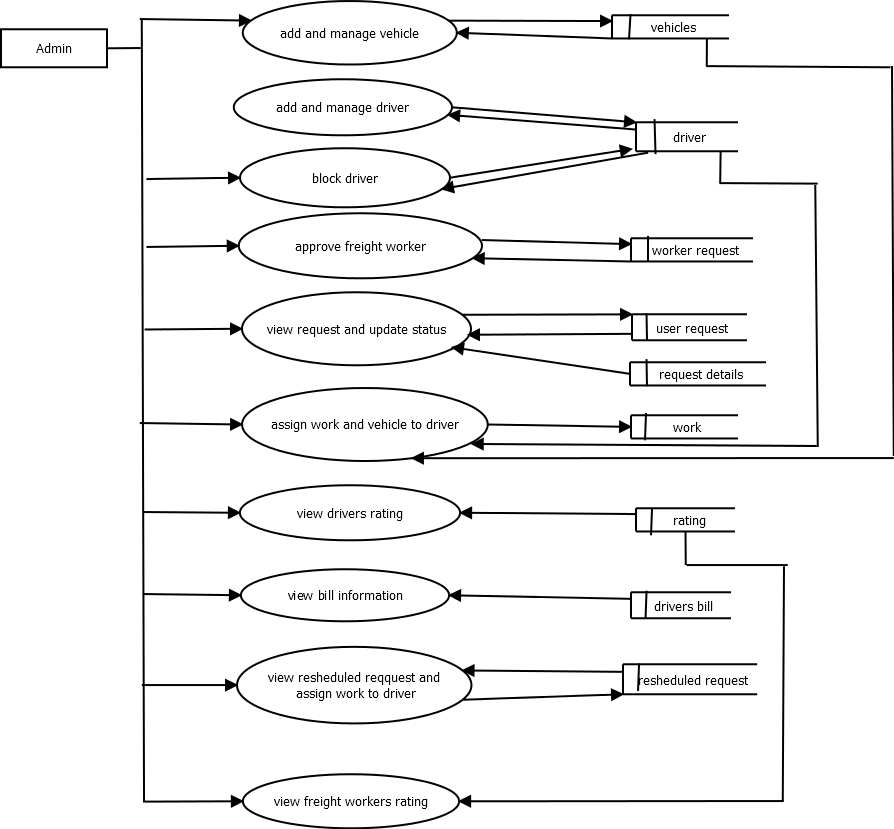 Admin
add and manage vehicle
vehicles
add and manage driver
driver
block driver
approve freight worker
worker request
view request and update status
user request
request details
assign work and vehicle to driver
work
view drivers rating
rating
view bill information
drivers bill
view resheduled reqquest and
assign work to driver
resheduled request
view freight workers rating